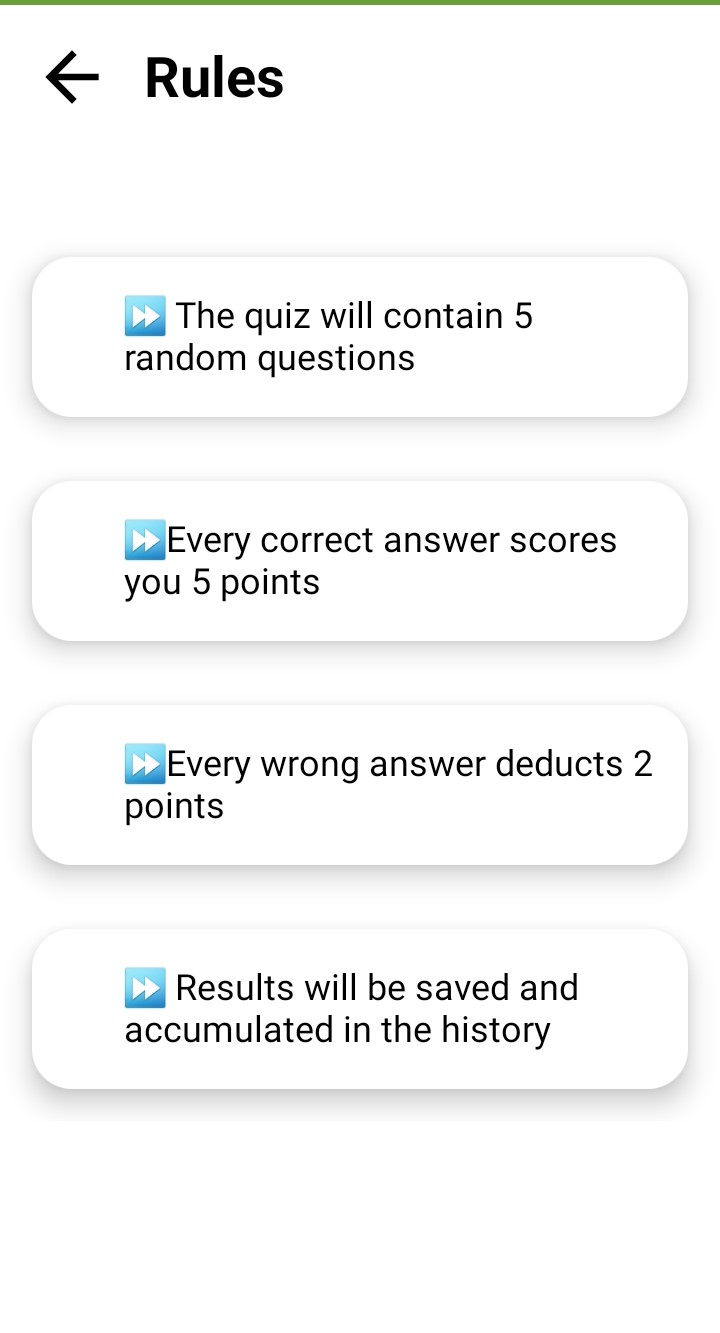 Rules
⏩ The quiz will contain 5
random questions
⏩Every correct answer scores
you 5 points
⏩Every wrong answer deducts 2
points
⏩ Results will be saved and
accumulated in the history